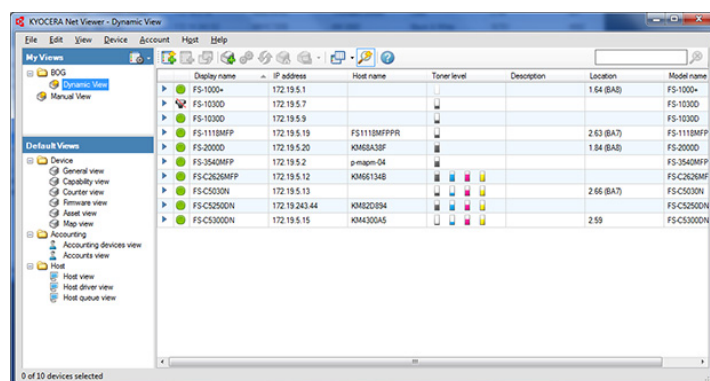 KYOCERA Net Viewer - Dynamic View
File Edit View Device Account Host Help
My Views
BOG
Dynamic View
Manual View
Default Views
Device
General view
Capability view
Counter view
Firmware view
Asset view
Map view
Accounting
Accounting devices view
Accounts view
Host
Host view
Host driver view
Host queue view
Display name IP address Host name Toner level Description Location Model name
FS-1000+ 172.19.5.1 1.64 (BA8) FS-1000+
FS-1030D 172.19.5.7 FS-1030D
FS-1030D 172.19.5.9 FS-1030D
FS-1118MFP 172.19.5.19 FS1118MFPPR 2.63 (BA7) FS-1118MFP
FS-2000D 172.19.5.20 KM68A38F 1.84 (BA8) FS-2000D
FS-3540MFP 172.19.5.2 p-mapm-04 FS-3540MFP
FS-C2626MFP 172.19.5.12 KM66134B FS-C2626MF
FS-C5030N 172.19.5.13 2.66 (BA7) FS-C5030N
FS-C5250DN 172.19.243.44 KM82D894 FS-C5250DN
FS-C5300DN 172.19.5.15 KM4300A5 2.59 FS-C5300DN
0 of 10 devices selected